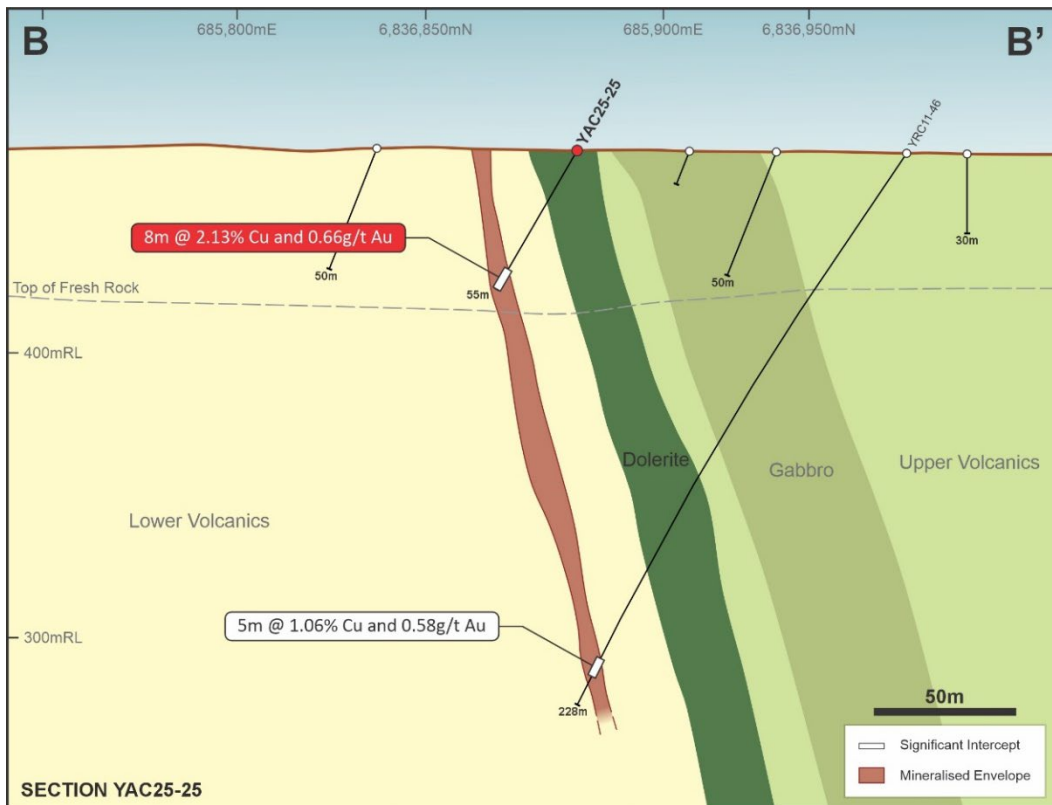 B
685,800mE
6,836,850mN
685,900mE
6,836,950mN
B’
YAC25-25
YRC11-46
8m @ 2.13% Cu and 0.66g/t Au
50m
55m
50m
30m
Top of Fresh Rock
400mRL
Dolerite
Gabbro
Upper Volcanics
Lower Volcanics
5m @ 1.06% Cu and 0.58g/t Au
300mRL
228m
50m
Significant Intercept
Mineralised Envelope
SECTION YAC25-25